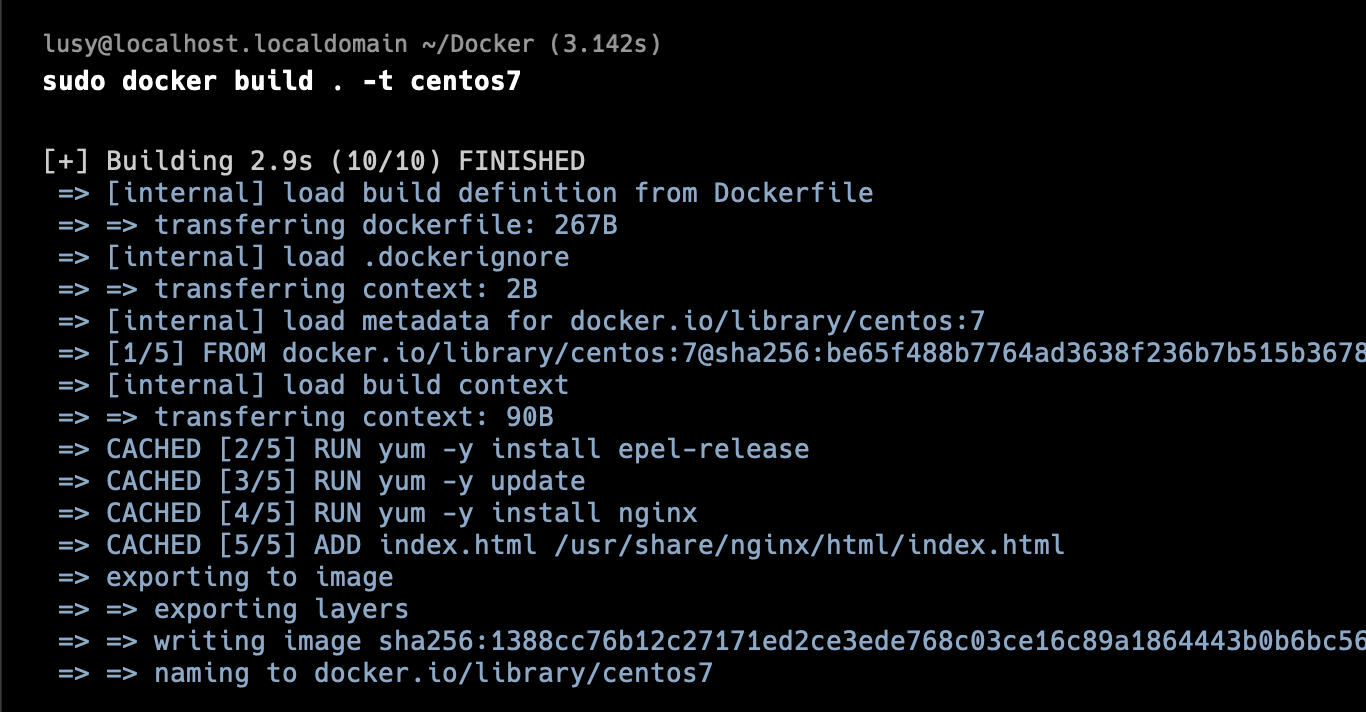 lusy@localhost.localdomain ~/Docker (3.142s)
sudo docker build . -t centos7
[+] Building 2.9s (10/10) FINISHED
=> [internal] load build definition from Dockerfile
=> => transferring dockerfile: 267B
=> [internal] load .dockerignore
=> => transferring context: 2B
=> [internal] load metadata for docker.io/library/centos:7
=> [1/5] FROM docker.io/library/centos:7@sha256:be65f488b7764ad3638f236b7b515b3678
=> [internal] load build context
=> => transferring context: 90B
=> CACHED [2/5] RUN yum -y install epel-release
=> CACHED [3/5] RUN yum -y update
=> CACHED [4/5] RUN yum -y install nginx
=> CACHED [5/5] ADD index.html /usr/share/nginx/html/index.html
=> exporting to image
=> => exporting layers
=> => writing image sha256:1388cc76b12c27171ed2ce3ede768c03ce16c89a1864443b0b6bc56
=> => naming to docker.io/library/centos7